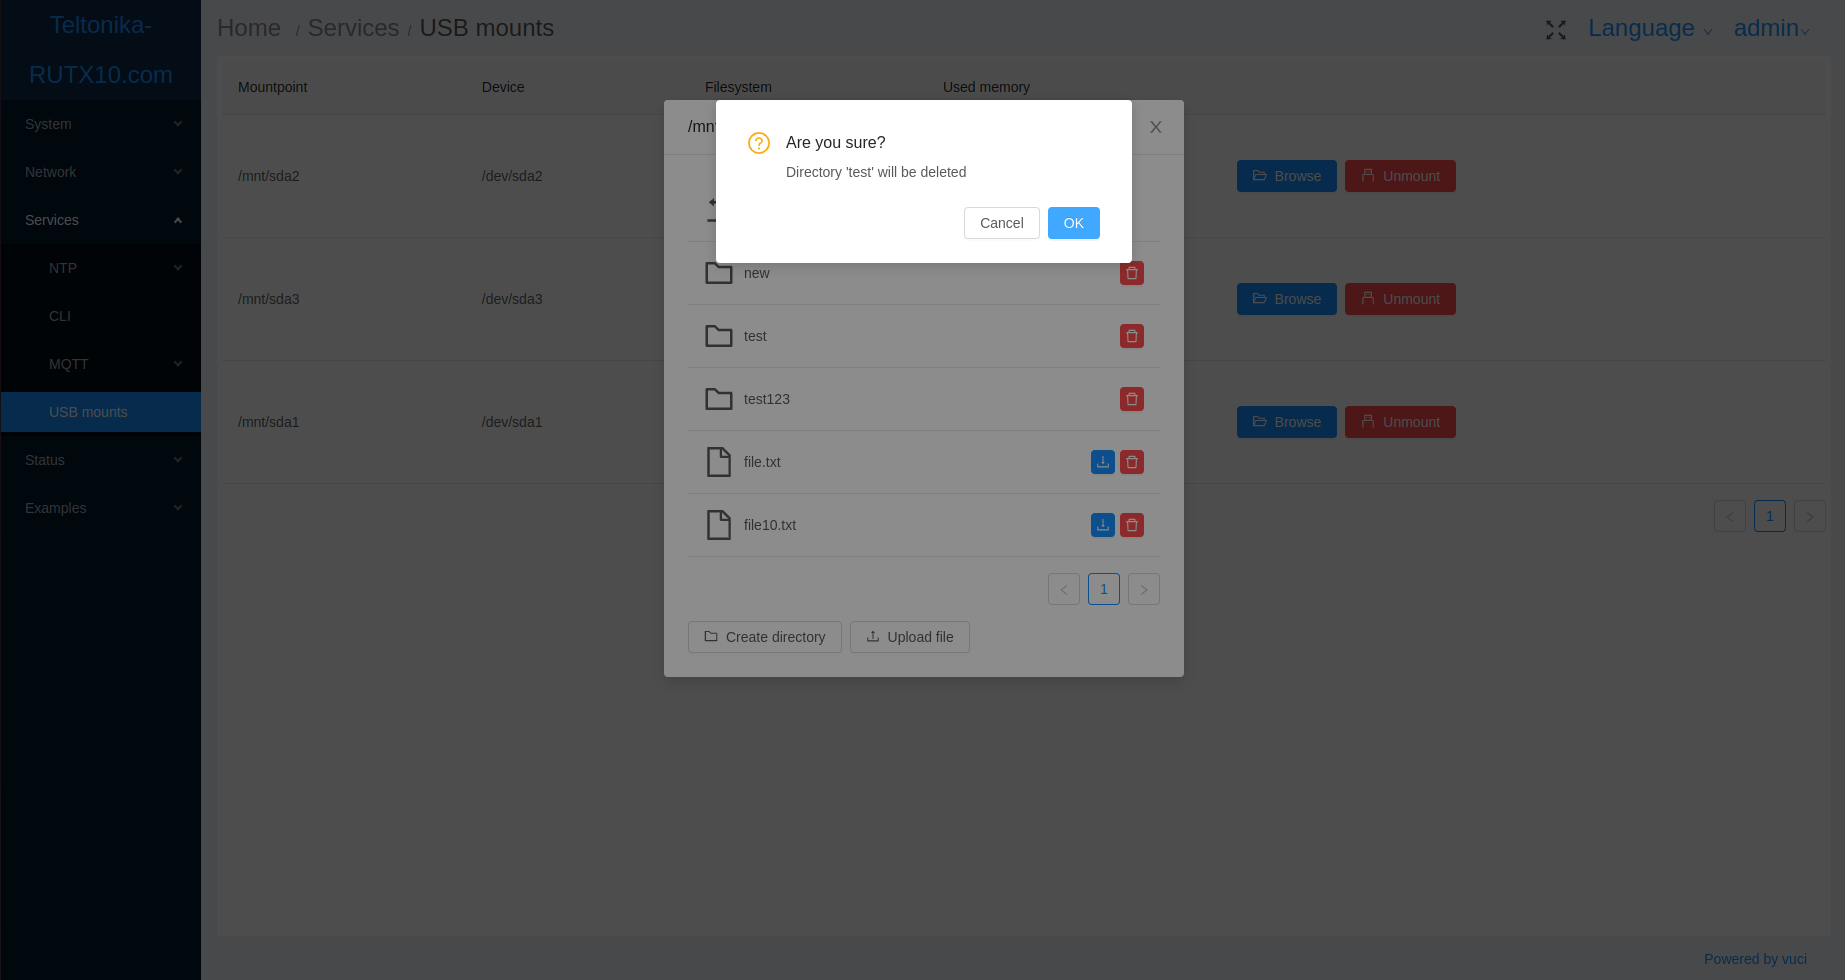 Teltonika-
RUTX10.com
Home / Services / USB mounts
Language
admin
System
Network
Services
NTP
CLI
MQTT
USB mounts
Status
Examples
Mountpoint Device Filesystem Used memory
/mnt/sda2 /dev/sda2 Browse Unmount
/mnt/sda3 /dev/sda3 Browse Unmount
/mnt/sda1 /dev/sda1 Browse Unmount
1
/mnt
Are you sure?
Directory 'test' will be deleted
Cancel OK
new
test
test123
file.txt
file10.txt
1
Create directory Upload file
Powered by vuci